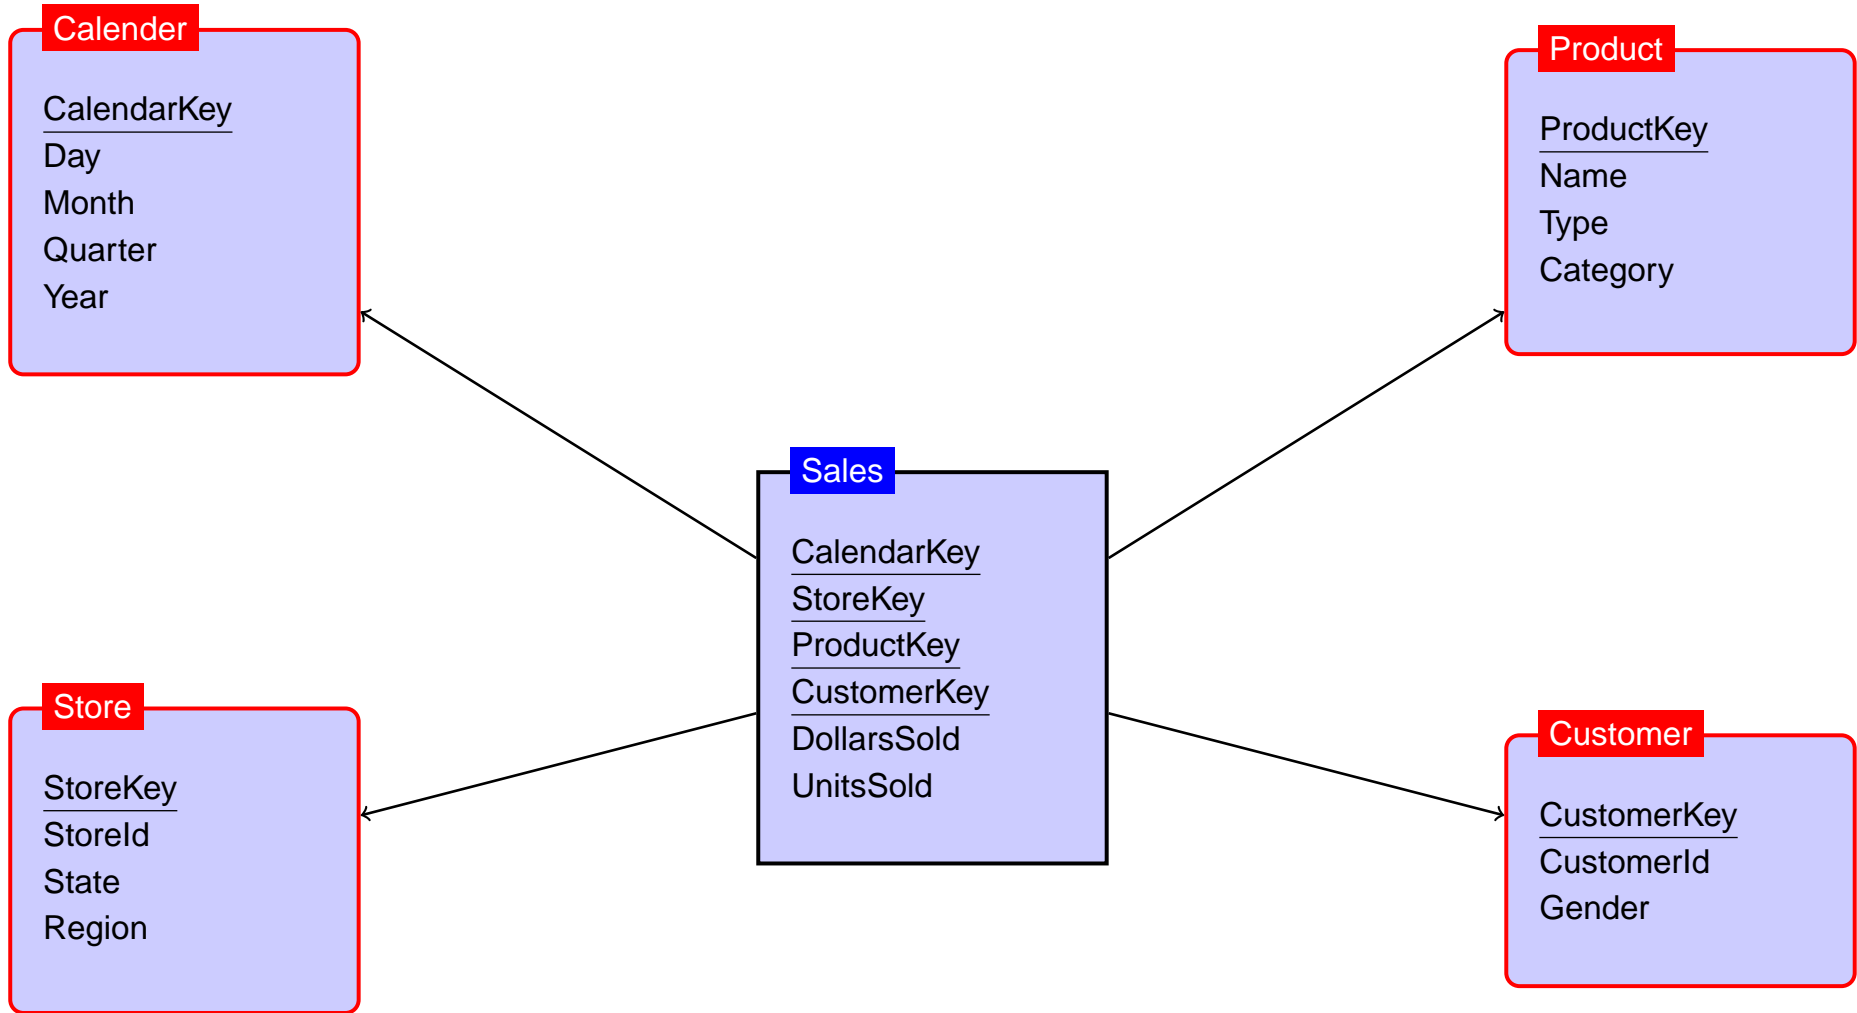 Calender
CalendarKey
Day
Month
Quarter
Year
Product
ProductKey
Name
Type
Category
Sales
CalendarKey
StoreKey
ProductKey
CustomerKey
DollarsSold
UnitsSold
Store
StoreKey
StoreId
State
Region
Customer
CustomerKey
CustomerId
Gender